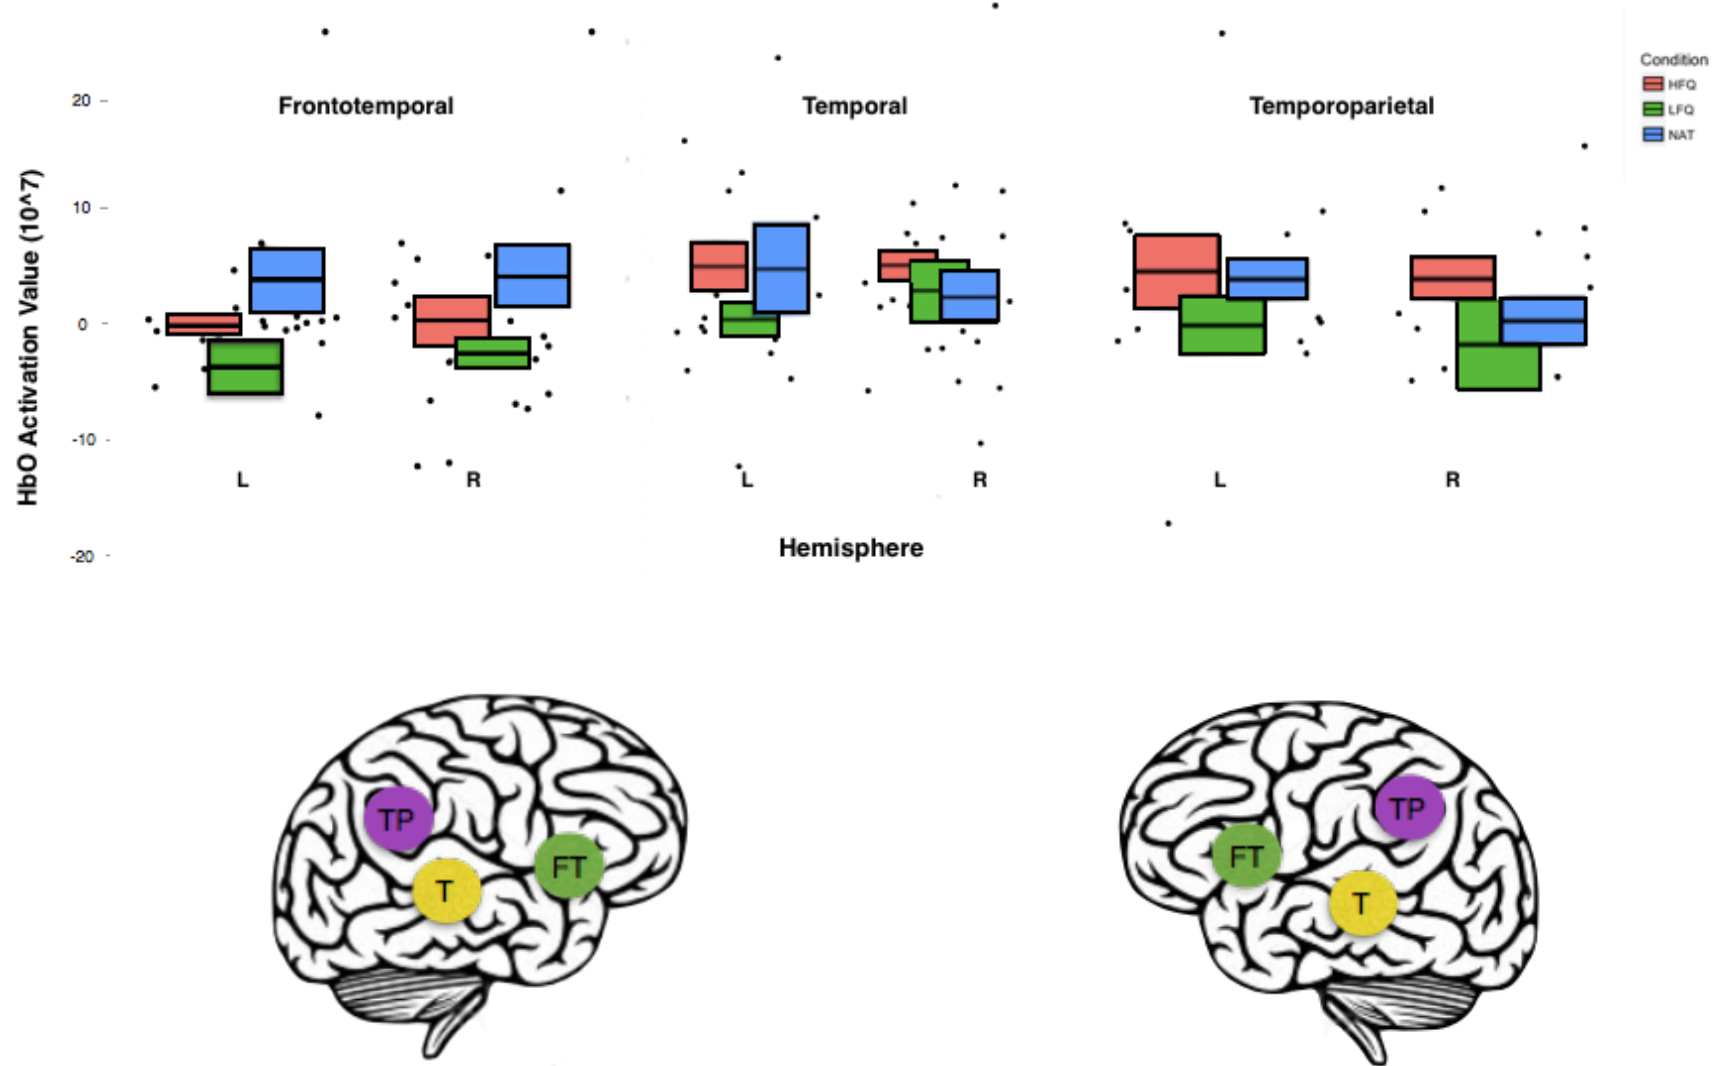 Condition
HFQ
LFQ
NAT
Frontotemporal
Temporal
Temporoparietal
HbO Activation Value (10^7)
20
10
0
-10
-20
L
R
L
R
L
R
Hemisphere
TP
T
FT
TP
FT
T